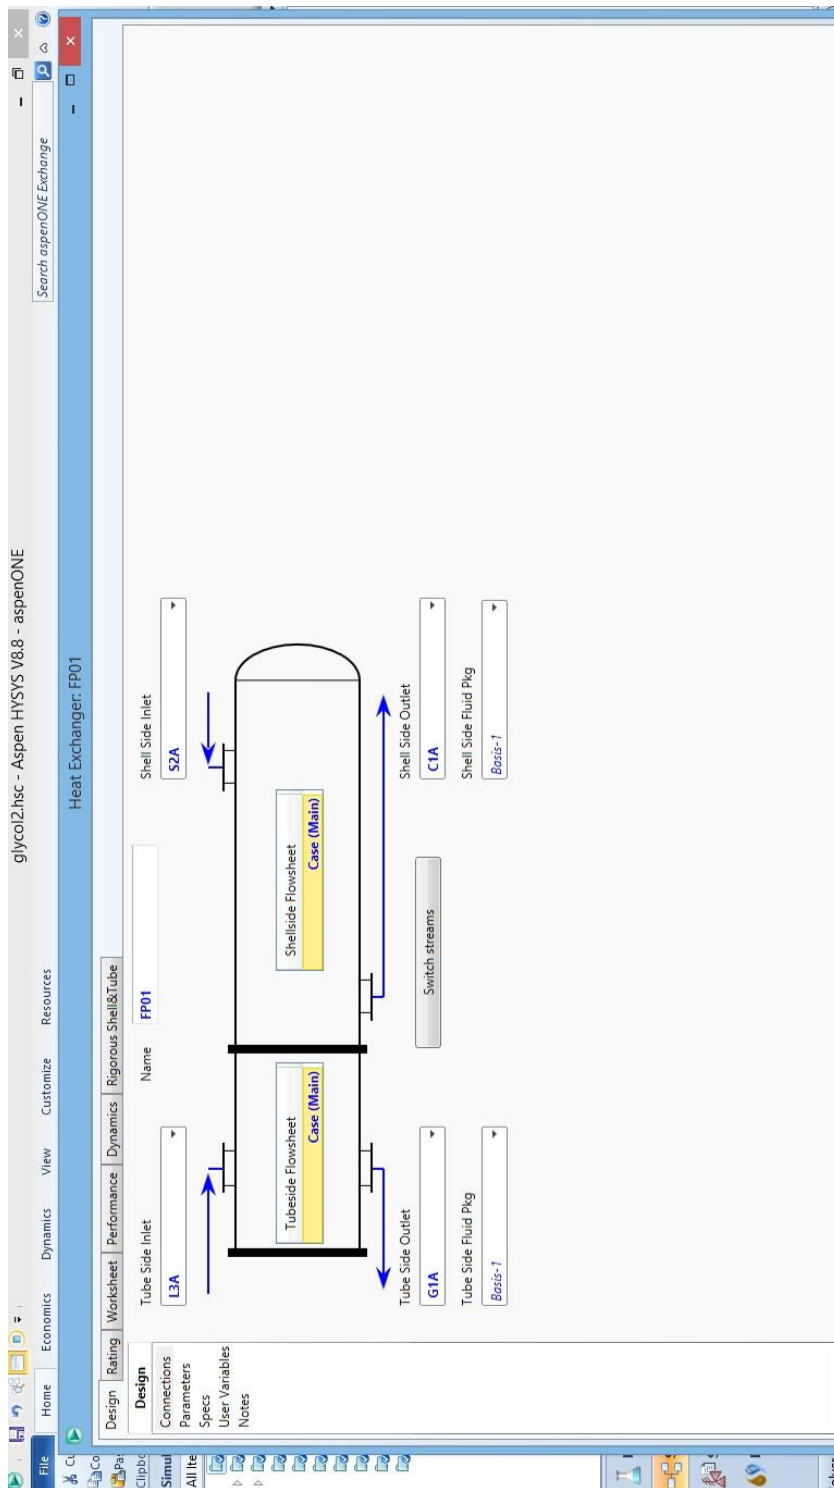 glycol2.hsc - Aspen HYSYS V8.8 - aspenONE
File Home Economics Dynamics View Customize Resources
Search aspenONE Exchange
Heat Exchanger: FP01
Simul
All Ite
Design Rating Worksheet Performance Dynamics Rigorous Shell&Tube
Design
Connections
Parameters
Specs
User Variables
Notes
Tube Side Inlet
L3A
Name FP01
Shell Side Inlet
S2A
Tubeside Flowsheet
Case (Main)
Shellside Flowsheet
Case (Main)
Tube Side Outlet
G1A
Switch streams
Shell Side Outlet
C1A
Tube Side Fluid Pkg
Basis-1
Shell Side Fluid Pkg
Basis-1